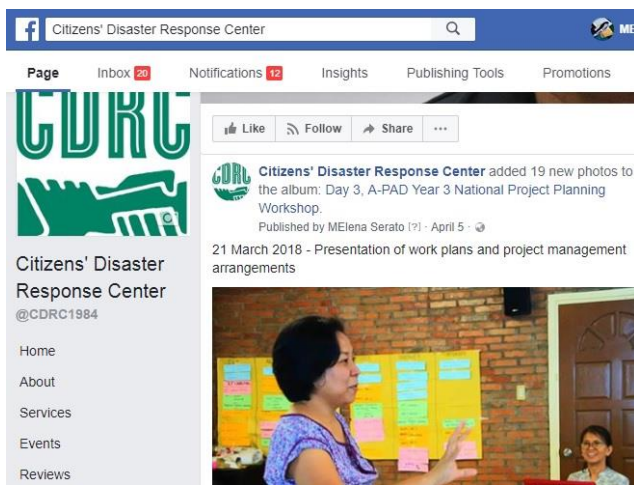 Citizens' Disaster Response Center
ME
Page Inbox 20 Notifications 12 Insights Publishing Tools Promotions
CDRC
Like Follow Share
CDRC Citizens' Disaster Response Center added 19 new photos to
the album: Day 3, A-PAD Year 3 National Project Planning
Workshop.
Published by MElena Serato [?] · April 5 ·
21 March 2018 - Presentation of work plans and project management
arrangements
Citizens' Disaster
Response Center
@CDRC1984
Home
About
Services
Events
Reviews